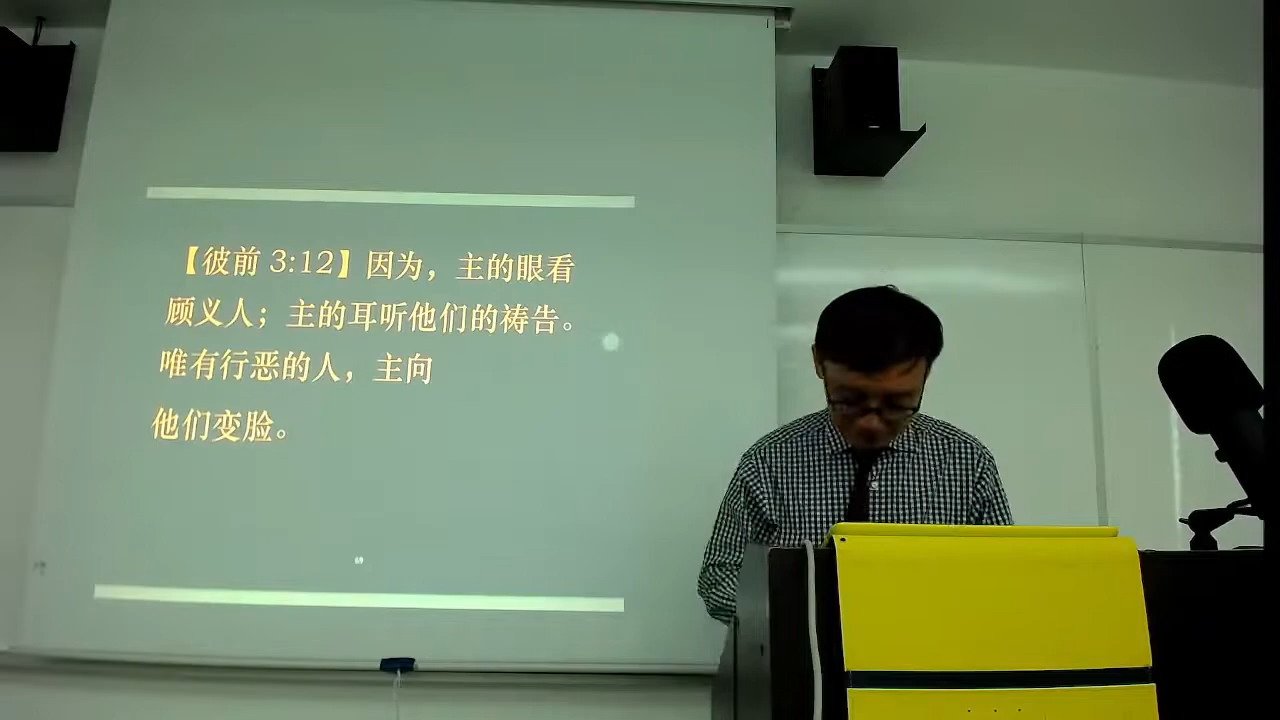 【彼前 3:12】因为，主的眼看
顾义人；主的耳听他们的祷告。
唯有行恶的人，主向
他们变脸。